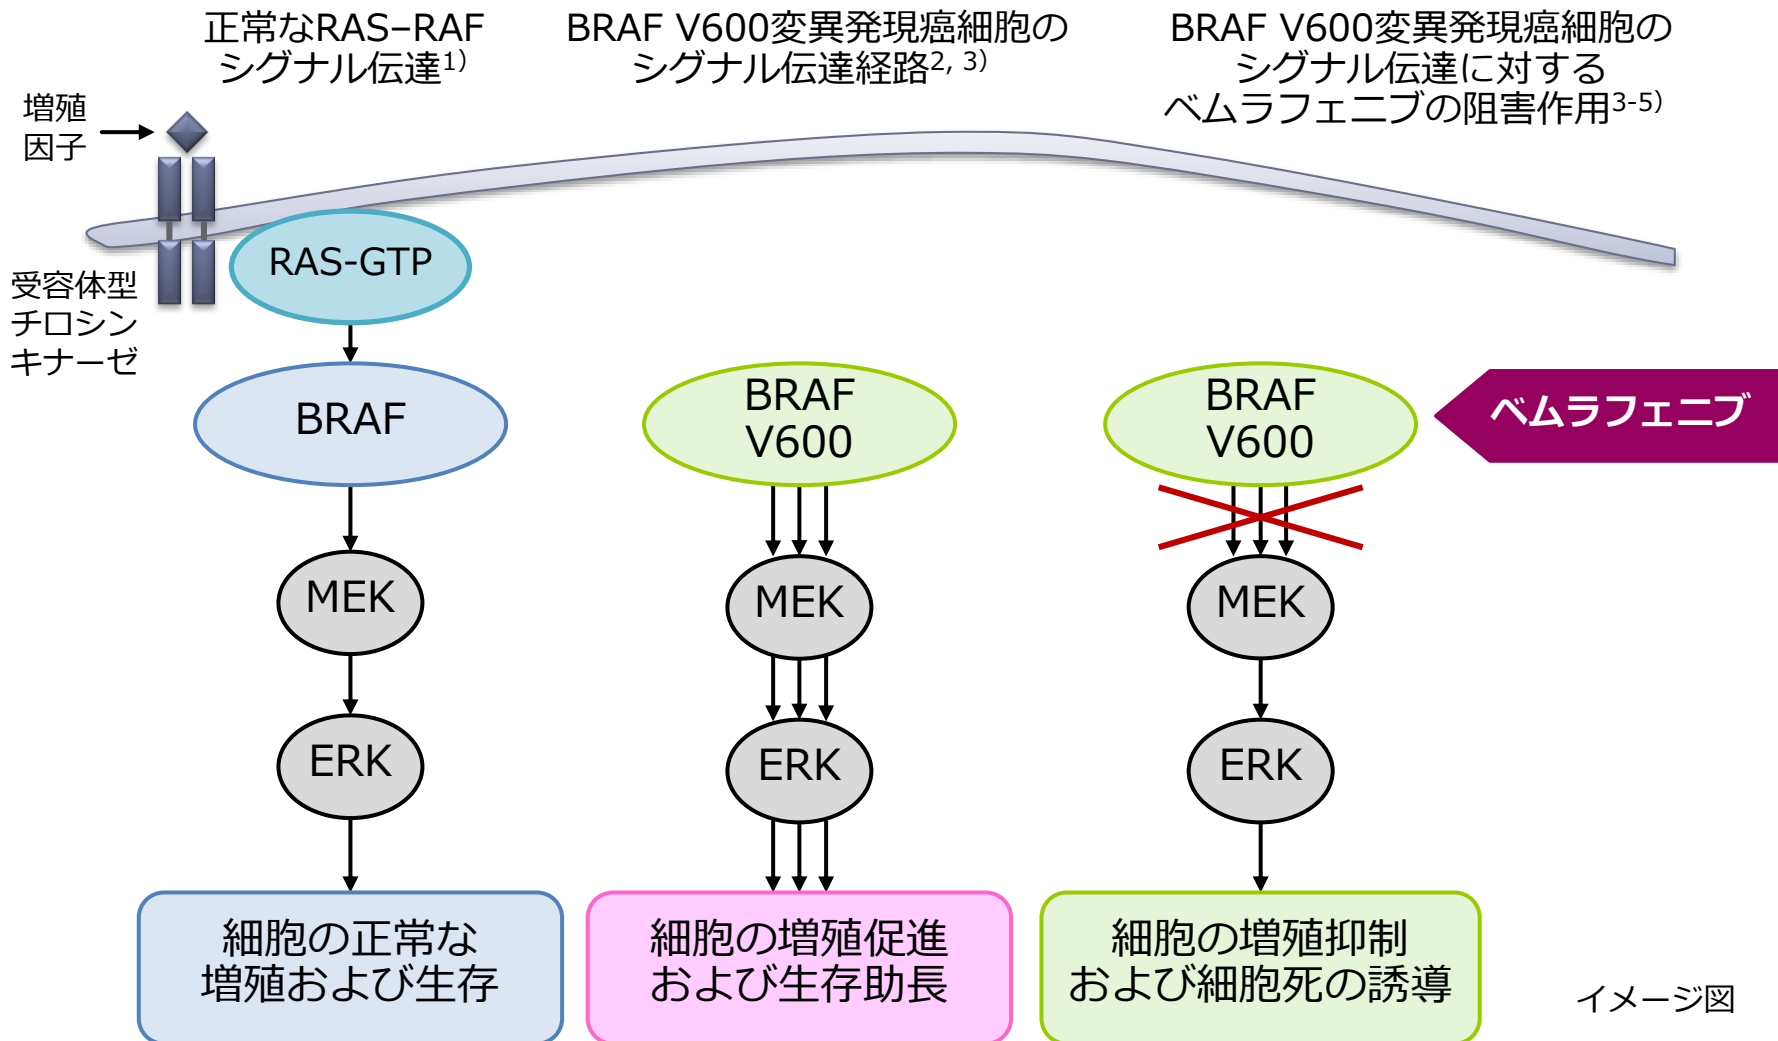 正常なRAS–RAF
シグナル伝達1)
BRAF V600変異発現癌細胞の
シグナル伝達経路2, 3)
BRAF V600変異発現癌細胞の
シグナル伝達に対する
ベムラフェニブの阻害作用3-5)
増殖
因子
受容体型
チロシン
キナーゼ
RAS-GTP
BRAF
MEK
ERK
細胞の正常な
増殖および生存
BRAF
V600
MEK
ERK
細胞の増殖促進
および生存助長
BRAF
V600
ベムラフェニブ
MEK
ERK
細胞の増殖抑制
および細胞死の誘導
イメージ図